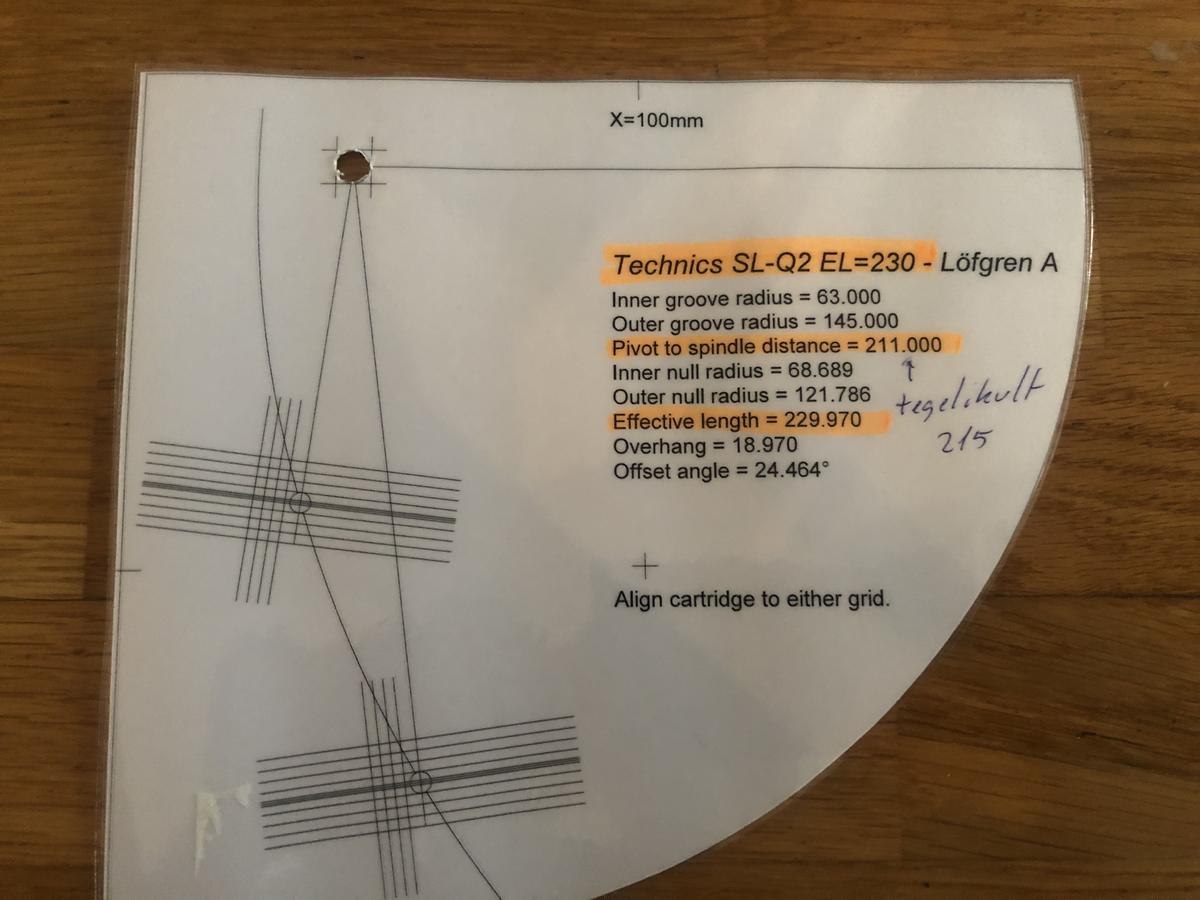 X=100mm
Technics SL-Q2 EL=230 - Löfgren A
Inner groove radius = 63.000
Outer groove radius = 145.000
Pivot to spindle distance = 211.000
Inner null radius = 68.689
Outer null radius = 121.786
Effective length = 229.970
Overhang = 18.970
Offset angle = 24.464°
↑
tegelikult
215
Align cartridge to either grid.